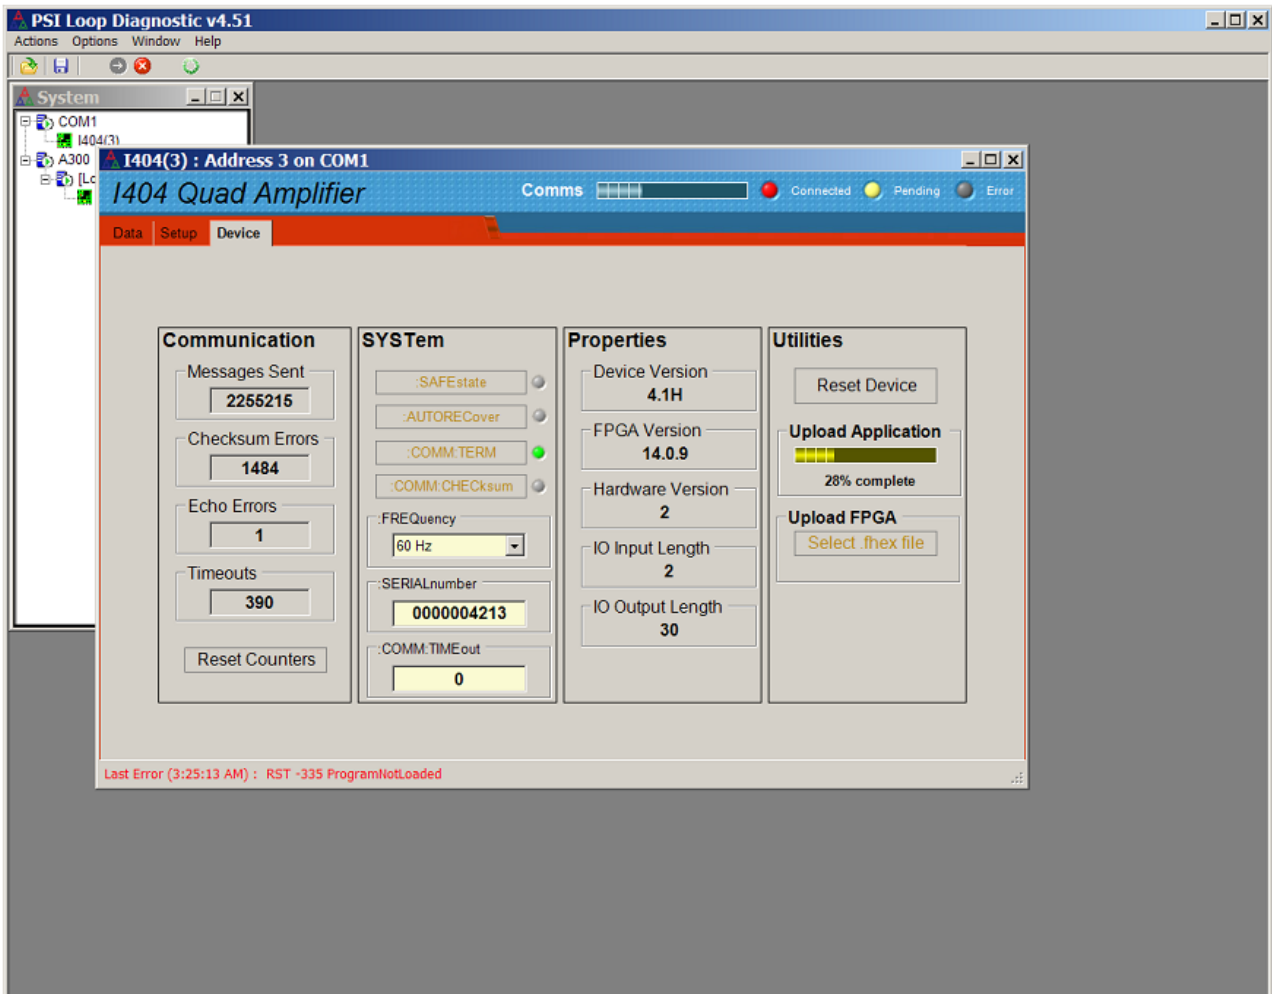 PSI Loop Diagnostic v4.51
Actions Options Window Help
System
COM1
I404(3)
A300
I404(3) : Address 3 on COM1
I404 Quad Amplifier
Comms
Connected
Pending
Error
Data Setup Device
Communication
Messages Sent
2255215
Checksum Errors
1484
Echo Errors
1
Timeouts
390
Reset Counters
SYSTem
:SAFEstate
:AUTORECover
:COMM:TERM
:COMM:CHECksum
:FREQuency
60 Hz
:SERIALnumber
0000004213
:COMM:TIMEout
0
Properties
Device Version
4.1H
FPGA Version
14.0.9
Hardware Version
2
IO Input Length
2
IO Output Length
30
Utilities
Reset Device
Upload Application
28% complete
Upload FPGA
Select .fhex file
Last Error (3:25:13 AM) : RST -335 ProgramNotLoaded